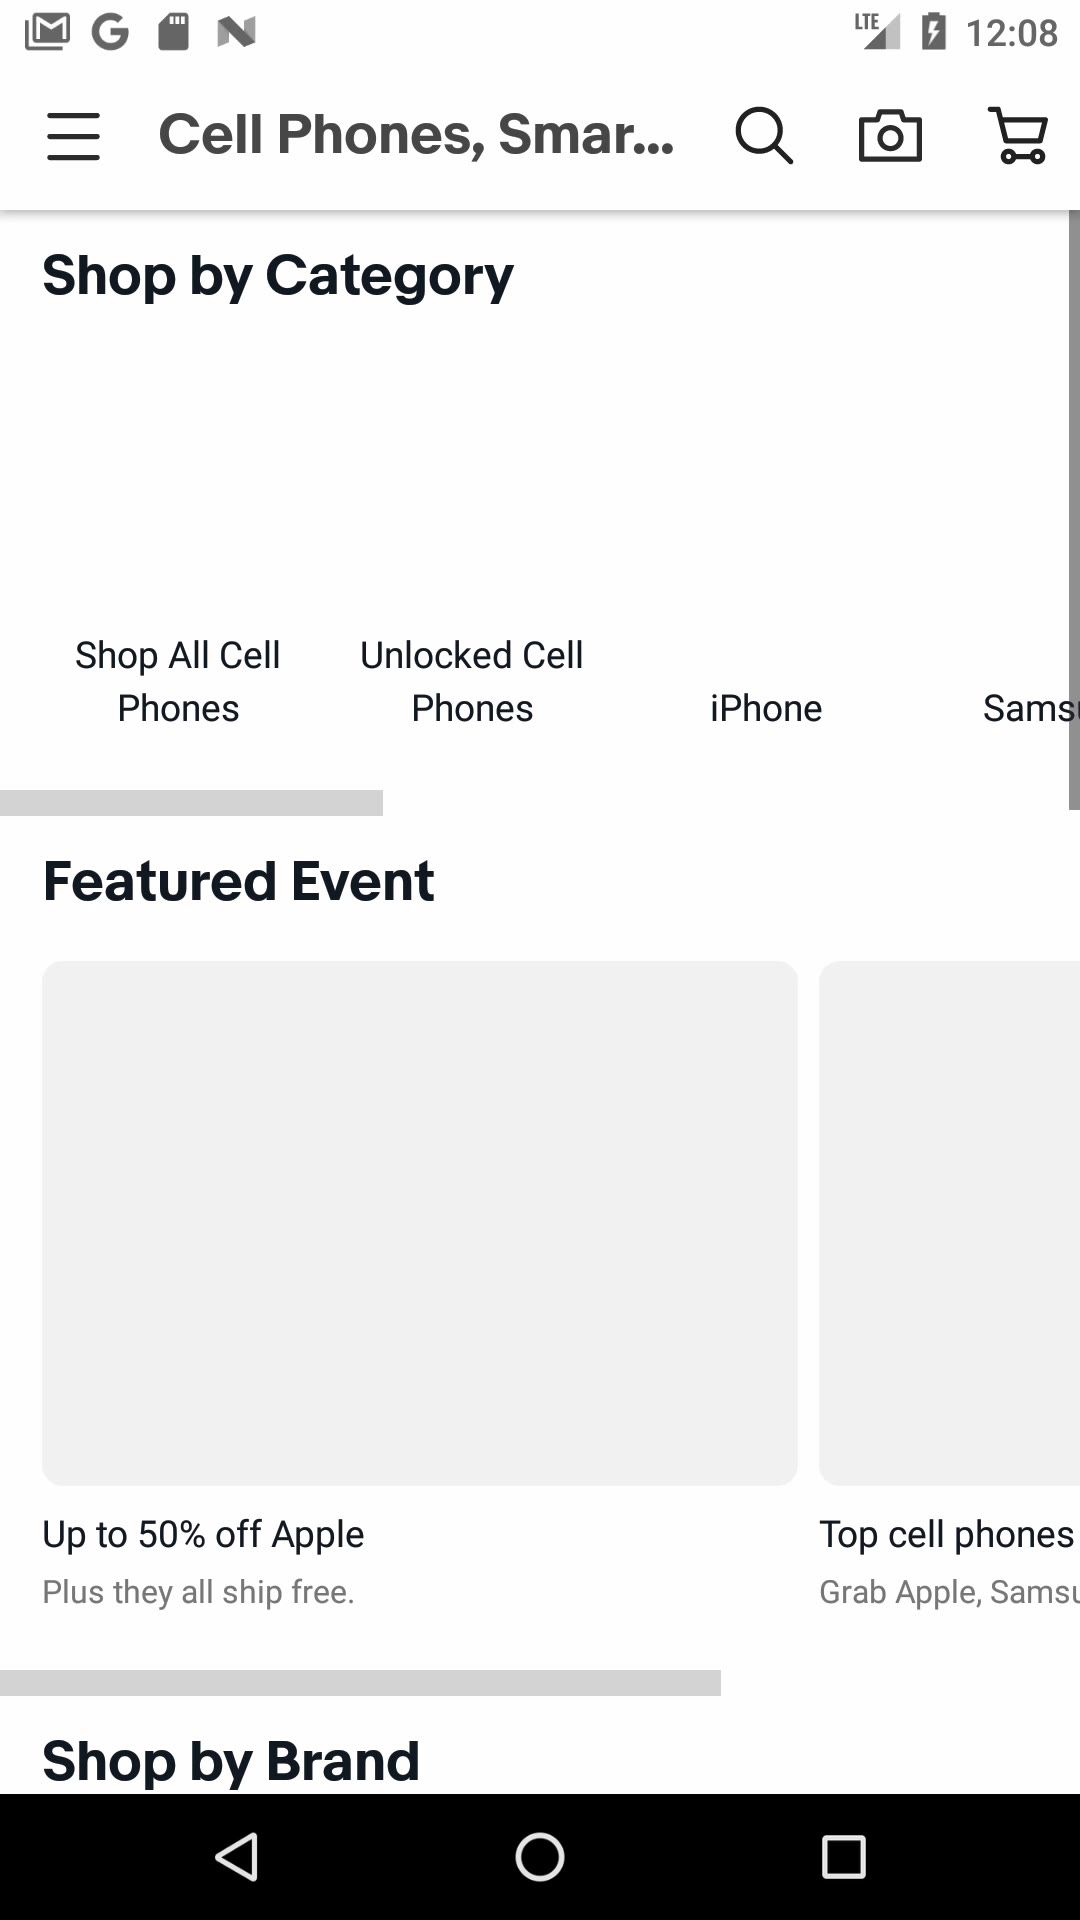 LTE 12:08
Cell Phones, Smar...
Shop by Category
Shop All Cell
Phones
Unlocked Cell
Phones
iPhone
Sams
Featured Event
Up to 50% off Apple
Plus they all ship free.
Top cell phones
Grab Apple, Samsu
Shop by Brand